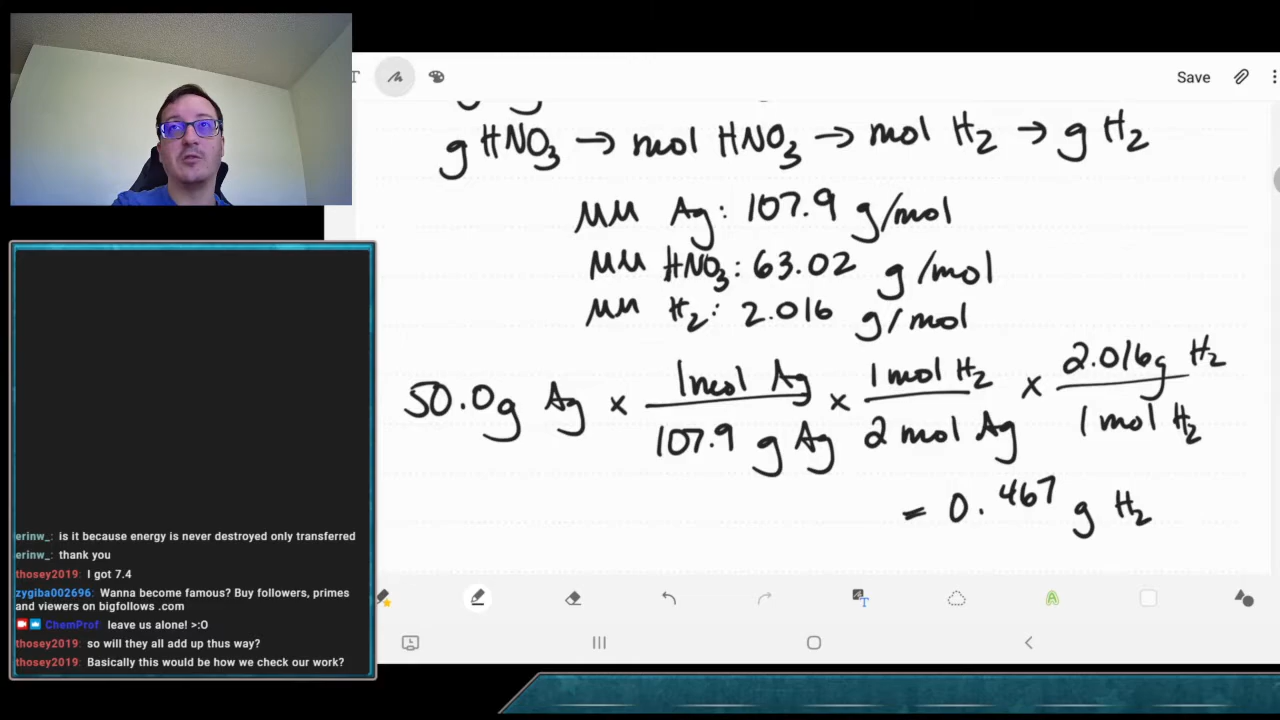 T
Save
g HNO₃ → mol HNO₃ → mol H₂ → g H₂
MM Ag: 107.9 g/mol
MM HNO₃: 63.02 g/mol
MM H₂: 2.016 g/mol
50.0g Ag × 1 mol Ag / 107.9 g Ag × 1 mol H₂ / 2 mol Ag × 2.016g H₂ / 1 mol H₂
= 0.467 g H₂
erinw_: is it because energy is never destroyed only transferred
erinw_: thank you
thosey2019: I got 7.4
zygiba002696: Wanna become famous? Buy followers, primes
and viewers on bigfollows .com
ChemProf: leave us alone! >:O
thosey2019: so will they all add up thus way?
thosey2019: Basically this would be how we check our work?
T
A